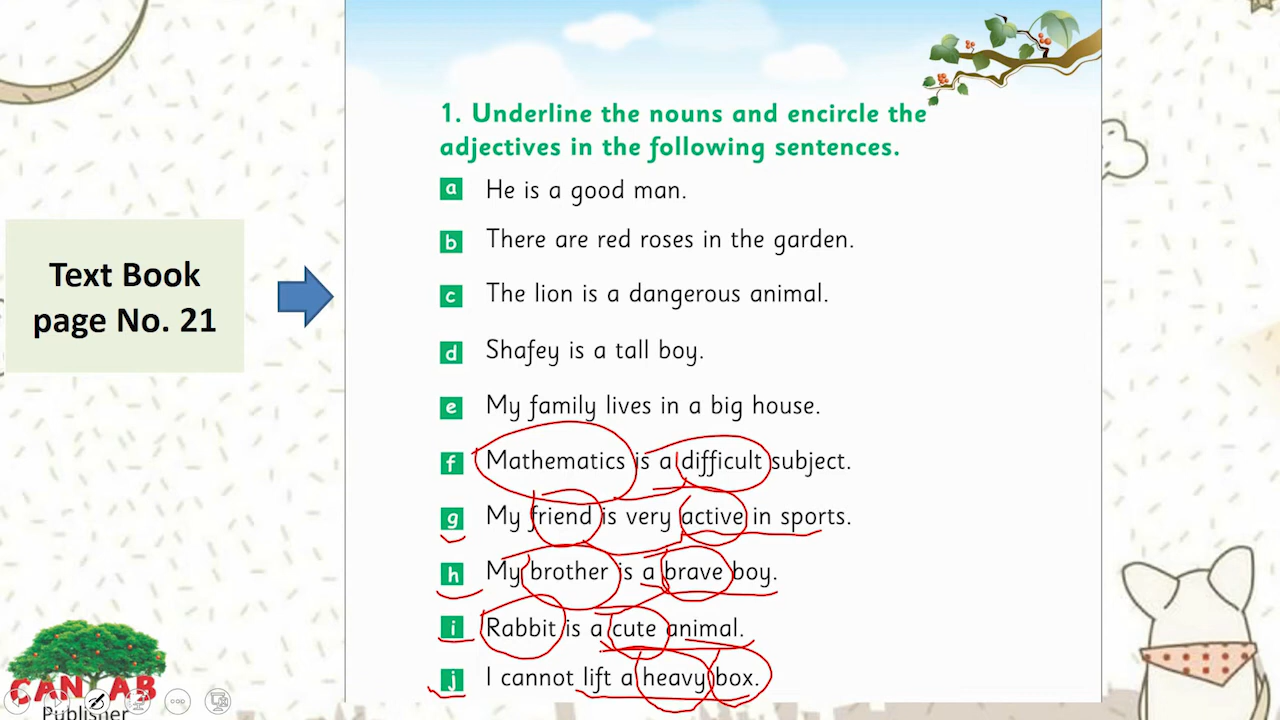 Text Book
page No. 21
1. Underline the nouns and encircle the
adjectives in the following sentences.
a He is a good man.
b There are red roses in the garden.
c The lion is a dangerous animal.
d Shafey is a tall boy.
e My family lives in a big house.
f Mathematics is a difficult subject.
g My friend is very active in sports.
h My brother is a brave boy.
i Rabbit is a cute animal.
j I cannot lift a heavy box.
CANTAB
Publisher